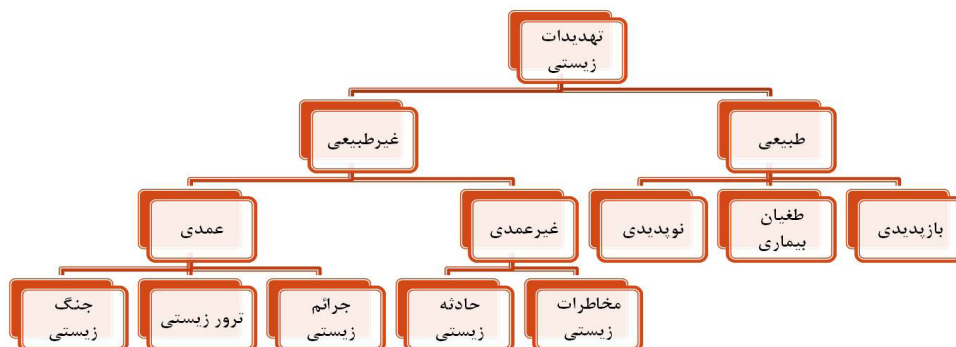 تهدیدات
زیستی
طبیعی
غیرطبیعی
بازپدیدی
طغیان
بیماری
نوپدیدی
غیرعمدی
عمدی
مخاطرات
زیستی
حادثه
زیستی
جرائم
زیستی
ترور زیستی
جنگ
زیستی